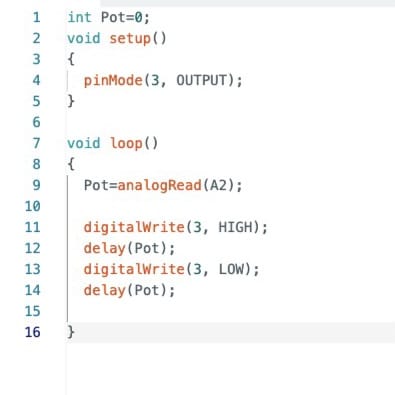 1 int Pot=0;
2 void setup()
3 {
4 pinMode(3, OUTPUT);
5 }
6
7 void loop()
8 {
9 Pot=analogRead(A2);
10
11 digitalWrite(3, HIGH);
12 delay(Pot);
13 digitalWrite(3, LOW);
14 delay(Pot);
15
16 }